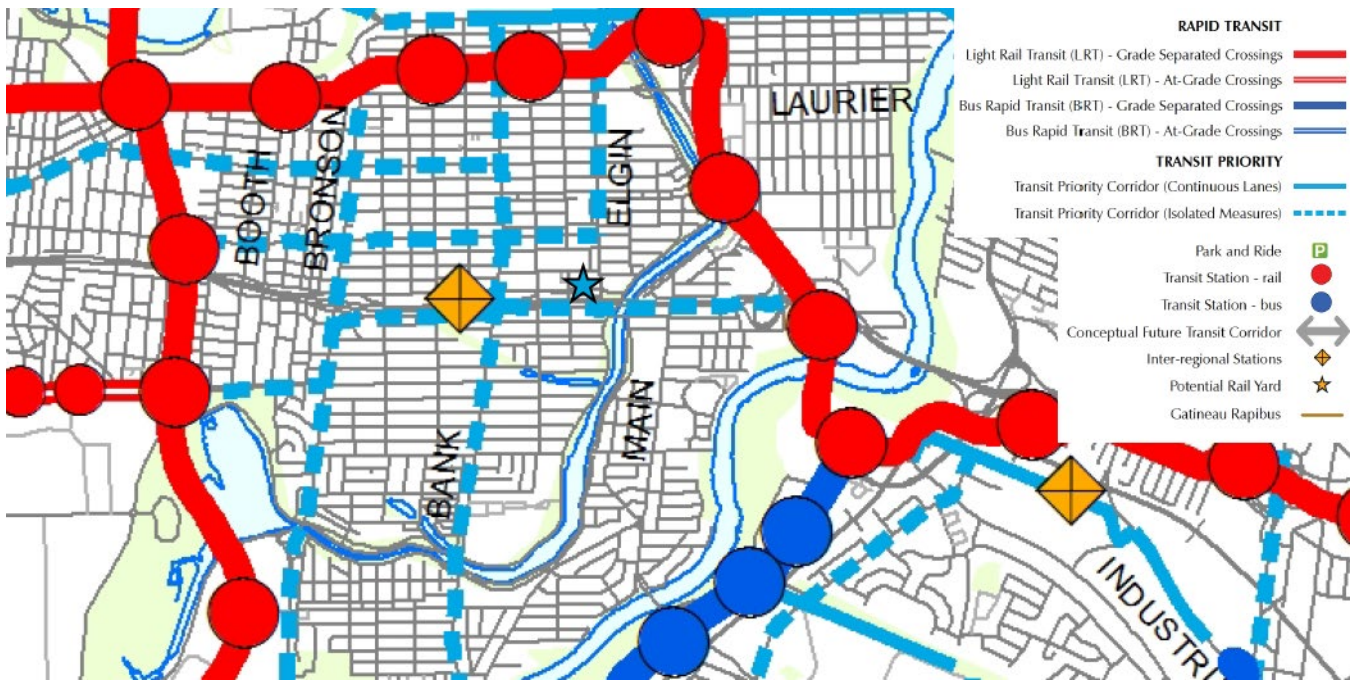 RAPID TRANSIT
Light Rail Transit (LRT) - Grade Separated Crossings
Light Rail Transit (LRT) - At-Grade Crossings
Bus Rapid Transit (BRT) - Grade Separated Crossings
Bus Rapid Transit (BRT) - At-Grade Crossings
TRANSIT PRIORITY
Transit Priority Corridor (Continuous Lanes)
Transit Priority Corridor (Isolated Measures)
Park and Ride P
Transit Station - rail
Transit Station - bus
Conceptual Future Transit Corridor
Inter-regional Stations
Potential Rail Yard
Gatineau Rapibus
LAURIER
ELGIN
BOOTH
BRONSON
MAIN
BANK
INDUSTRI